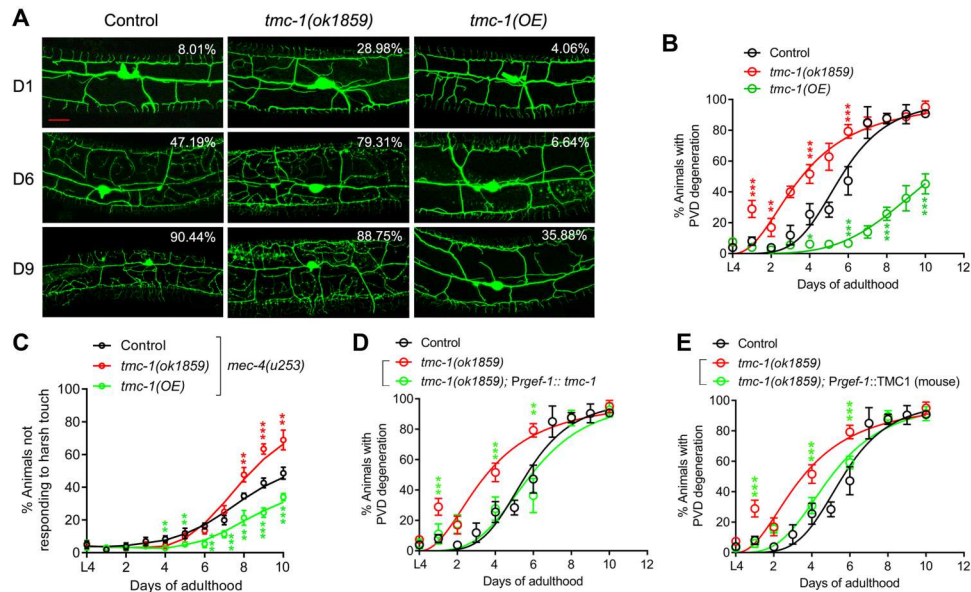 A
Control
tmc-1(ok1859)
tmc-1(OE)
D1
8.01%
28.98%
4.06%
D6
47.19%
79.31%
6.64%
D9
90.44%
88.75%
35.88%
B
Control
tmc-1(ok1859)
tmc-1(OE)
% Animals with
PVD degeneration
100
80
60
40
20
0
***
**
***
***
*
***
***
***
L4 2 4 6 8 10 12
Days of adulthood
C
Control
tmc-1(ok1859)
tmc-1(OE)
mec-4(u253)
% Animals not
responding to harsh touch
100
80
60
40
20
0
L4 2 4 6 8 10
Days of adulthood
D
Control
tmc-1(ok1859)
tmc-1(ok1859); Prgef-1:: tmc-1
% Animals with
PVD degeneration
100
80
60
40
20
0
***
***
**
L4 2 4 6 8 10 12
Days of adulthood
E
Control
tmc-1(ok1859)
tmc-1(ok1859); Prgef-1::TMC1 (mouse)
% Animals with
PVD degeneration
100
80
60
40
20
0
***
***
***
L4 2 4 6 8 10 12
Days of adulthood